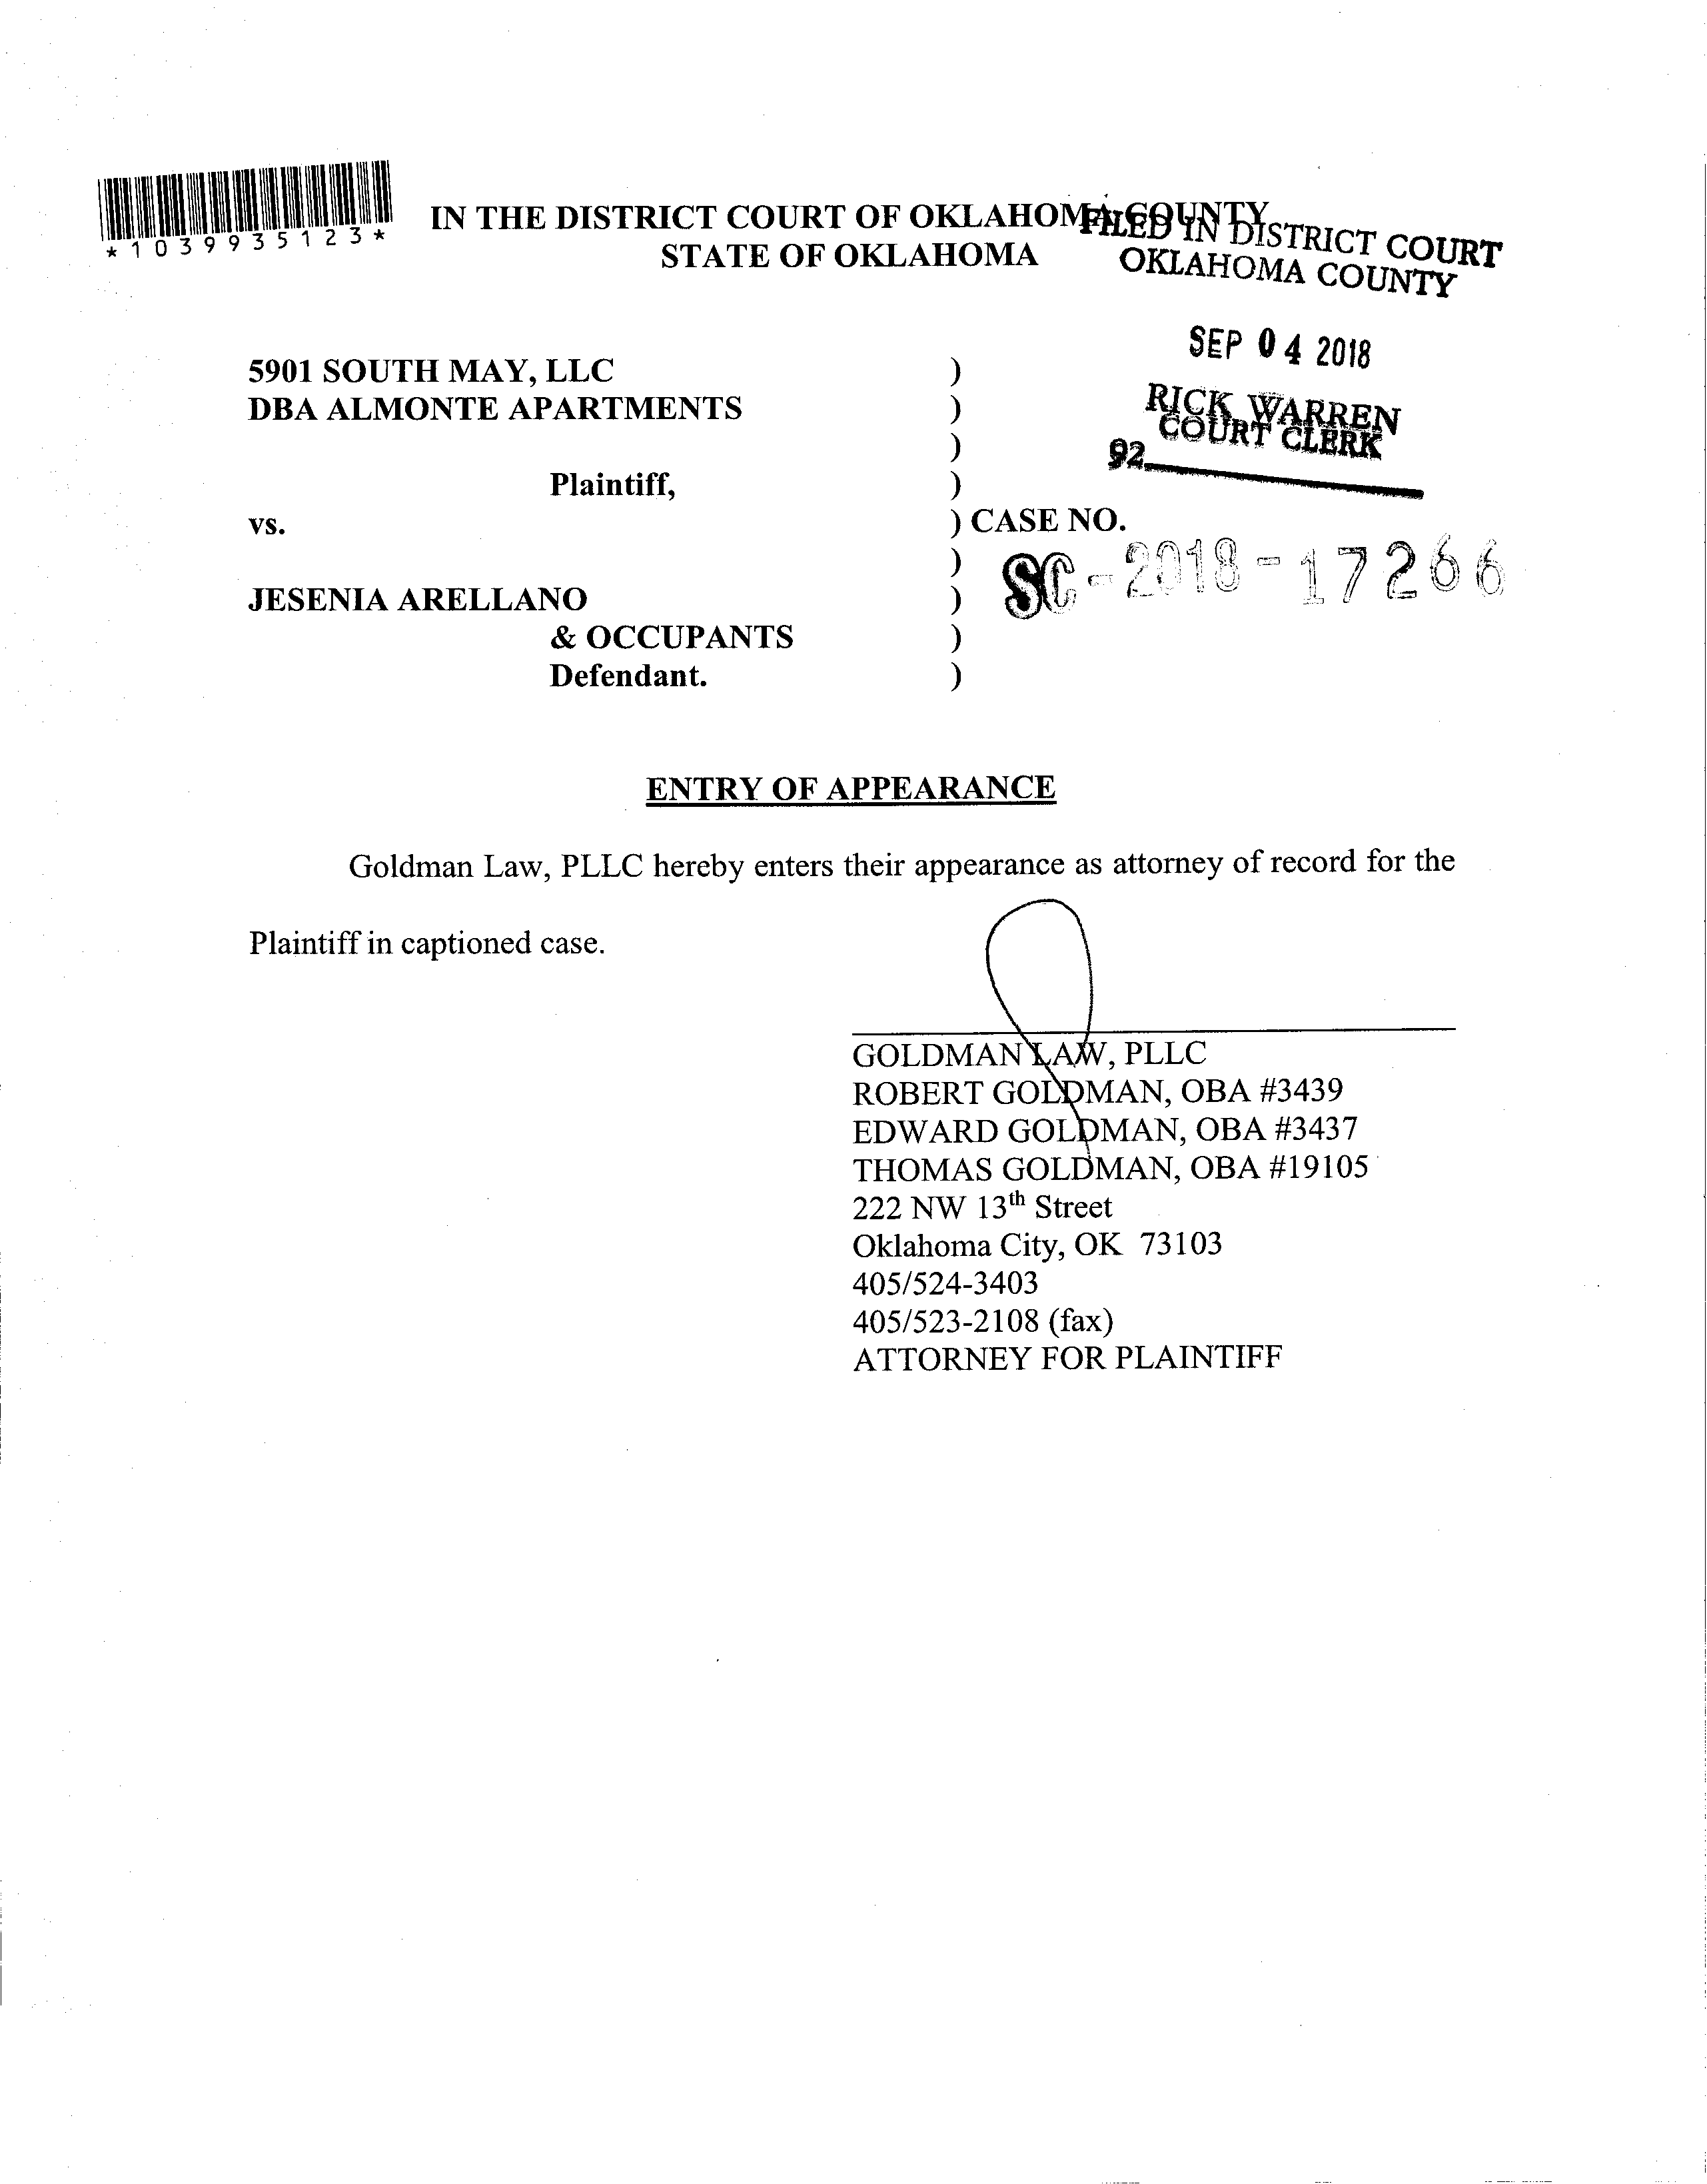 *1039935123*
IN THE DISTRICT COURT OF OKLAHOMA COUNTY
STATE OF OKLAHOMA
FILED IN DISTRICT COURT
OKLAHOMA COUNTY
SEP 04 2018
RICK WARREN
COURT CLERK
92
5901 SOUTH MAY, LLC )
DBA ALMONTE APARTMENTS )
)
Plaintiff, )
vs. ) CASE NO.
) SC-2018-17266
JESENIA ARELLANO )
& OCCUPANTS )
Defendant. )
ENTRY OF APPEARANCE
Goldman Law, PLLC hereby enters their appearance as attorney of record for the
Plaintiff in captioned case.
GOLDMAN LAW, PLLC
ROBERT GOLDMAN, OBA #3439
EDWARD GOLDMAN, OBA #3437
THOMAS GOLDMAN, OBA #19105
222 NW 13th Street
Oklahoma City, OK 73103
405/524-3403
405/523-2108 (fax)
ATTORNEY FOR PLAINTIFF